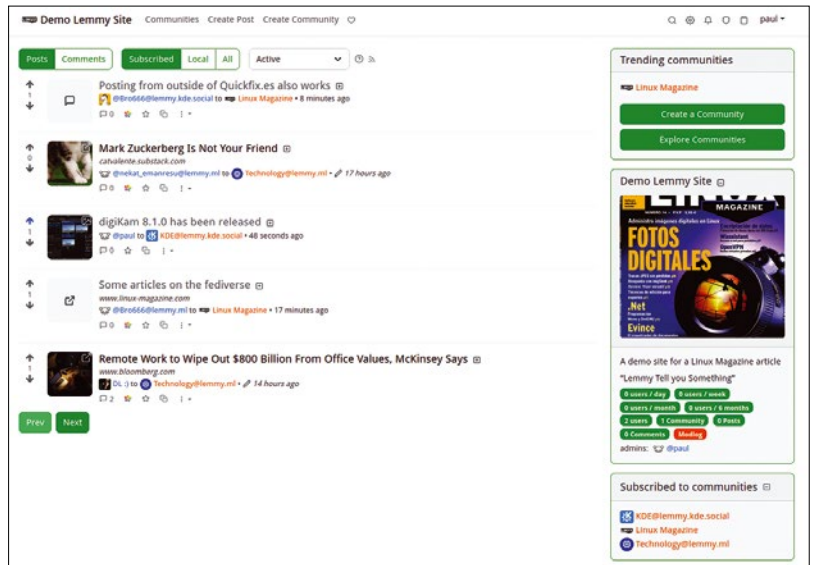 Demo Lemmy Site Communities Create Post Create Community paul
Posts Comments Subscribed Local All Active
Posting from outside of Quickfix.es also works
1
@Bro666@lemmy.kde.social to Linux Magazine • 8 minutes ago
0
Mark Zuckerberg Is Not Your Friend
0
catvalente.substack.com
@nekat_emanresu@lemmy.ml to Technology@lemmy.ml • 17 hours ago
0
digiKam 8.1.0 has been released
1
@paul to KDE@lemmy.kde.social • 48 seconds ago
0
Some articles on the fediverse
1
www.linux-magazine.com
@Bro666@lemmy.ml to Linux Magazine • 17 minutes ago
0
Remote Work to Wipe Out $800 Billion From Office Values, McKinsey Says
1
www.bloomberg.com
DL :) to Technology@lemmy.ml • 14 hours ago
2
Prev Next
Trending communities
Linux Magazine
Create a Community
Explore Communities
Demo Lemmy Site
MAGAZINE
Administra imágenes digitales en Linux
FOTOS
DIGITALES
.Net
Evince
OpenVPN
A demo site for a Linux Magazine article
“Lemmy Tell you Something”
0 users / day 0 users / week
0 users / month 0 users / 6 months
2 users 1 Community 0 Posts
0 Comments Modlog
admins: @paul
Subscribed to communities
KDE@lemmy.kde.social
Linux Magazine
Technology@lemmy.ml